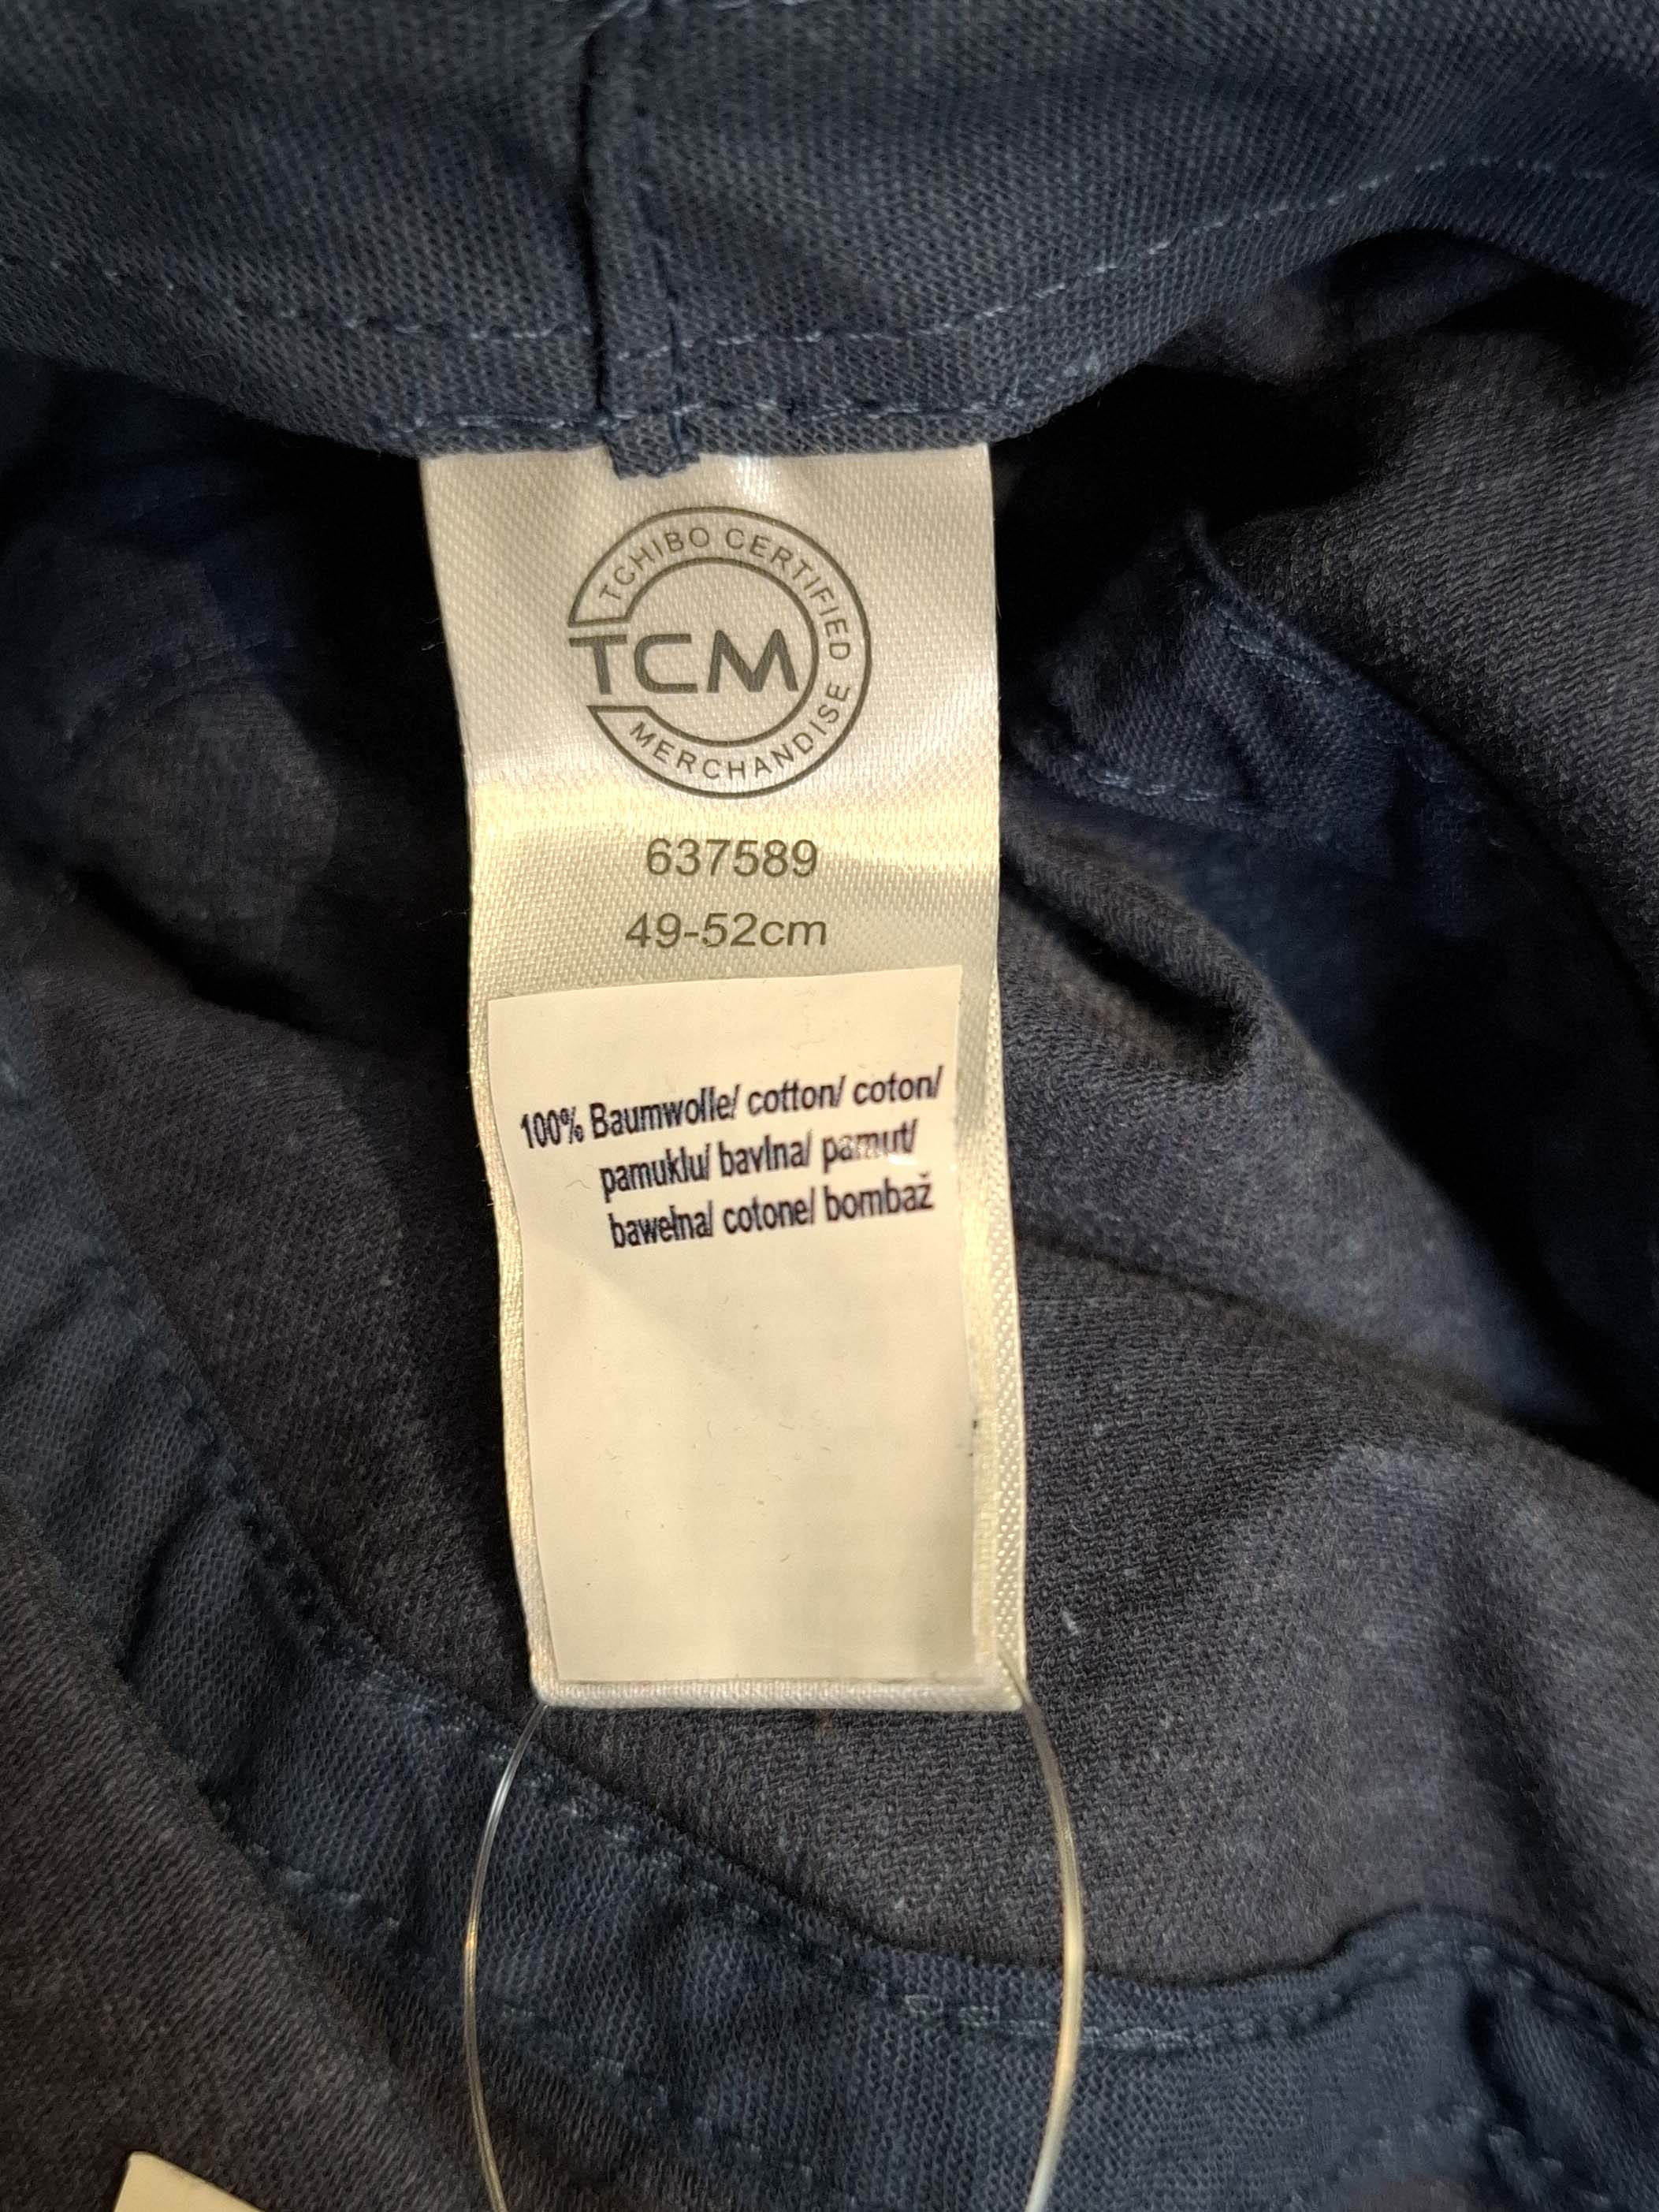 TCHIBO CERTIFIED
TCM
MERCHANDISE
637589
49-52cm
100% Baumwolle/ cotton/ coton/
pamuklu/ bavlna/ pamut/
bawełna/ cotone/ bombaž